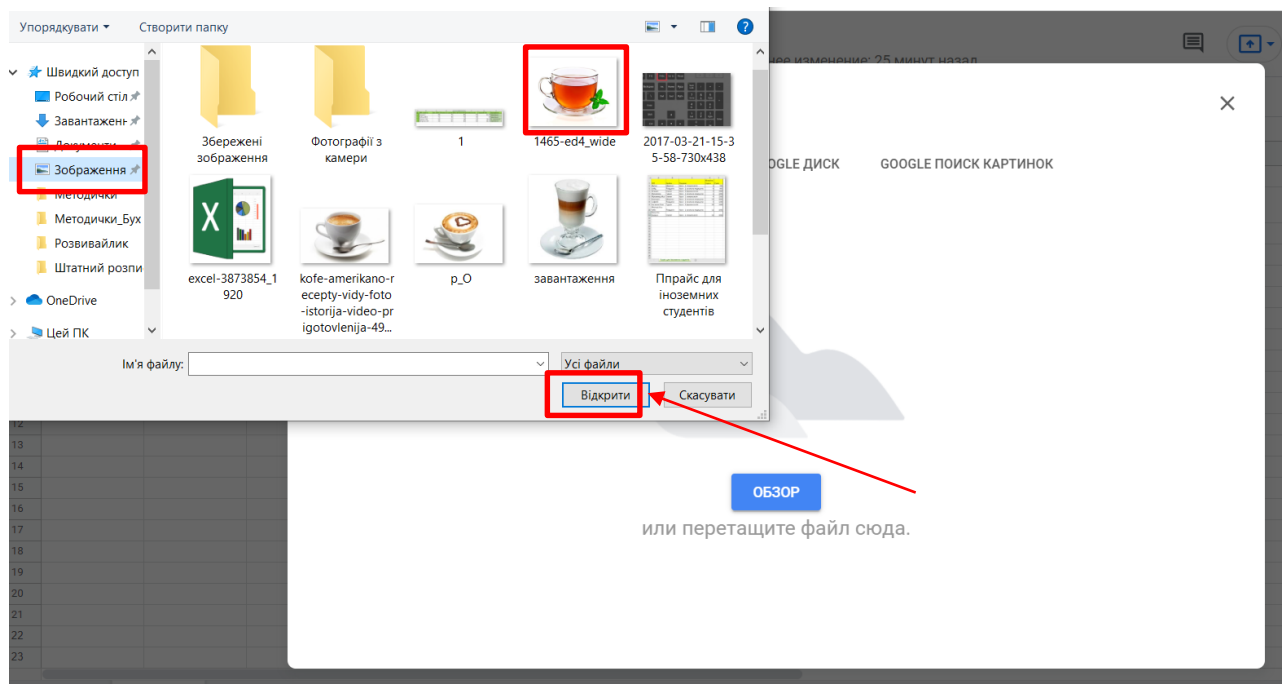 Упорядкувати
Створити папку
?
Швидкий доступ
Робочий стіл
Завантажен
Документи
Зображення
Методички
Методички_Бух
Розвивайлик
Штатний розпи
OneDrive
Цей ПК
Збережені
зображення
Фотографії з
камери
1
1465-ed4_wide
2017-03-21-15-3
5-58-730x438
X
excel-3873854_1
920
kofe-amerikano-r
ecepty-vidy-foto
-istorija-video-pr
igotovlenija-49...
p_O
завантаження
Ппрайс для
іноземних
студентів
Ім'я файлу:
Усі файли
Відкрити
Скасувати
нее изменение: 25 минут назад
OGLE ДИСК
GOOGLE ПОИСК КАРТИНОК
ОБЗОР
или перетащите файл сюда.
12
13
14
15
16
17
18
19
20
21
22
23